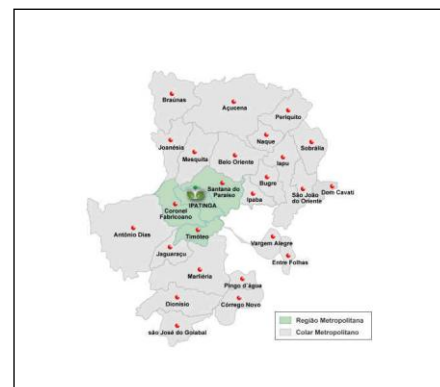 Braúnas
Açucena
Periquito
Joanésia
Mesquita
Naque
Belo Oriente
Sobrália
Iapu
Bugre
Santana do
Paraíso
IPATINGA
Ipaba
São João
do Oriente
Dom Cavati
Coronel
Fabriciano
Timóteo
Antônio Dias
Jaguaraçu
Vargem Alegre
Entre Folhas
Marliéria
Pingo d'água
Dionísio
Córrego Novo
são José do Goiabal
Região Metropolitana
Colar Metropolitano